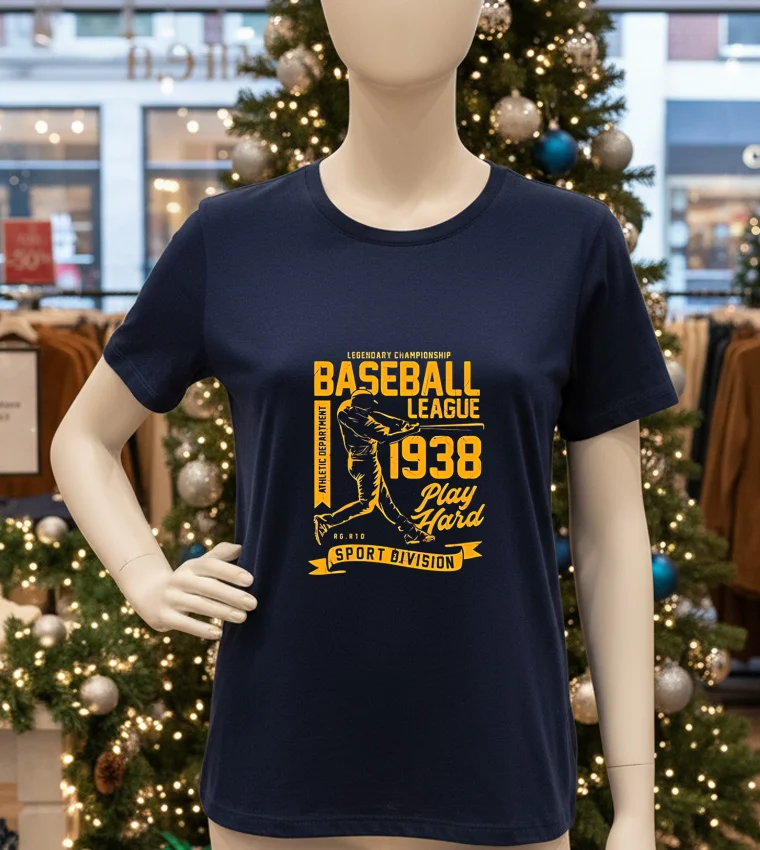 LEGENDARY CHAMPIONSHIP
BASEBALL
LEAGUE
ATHLETIC DEPARTMENT
1938
Play
Hard
RG.R10
SPORT DIVISION
-50%